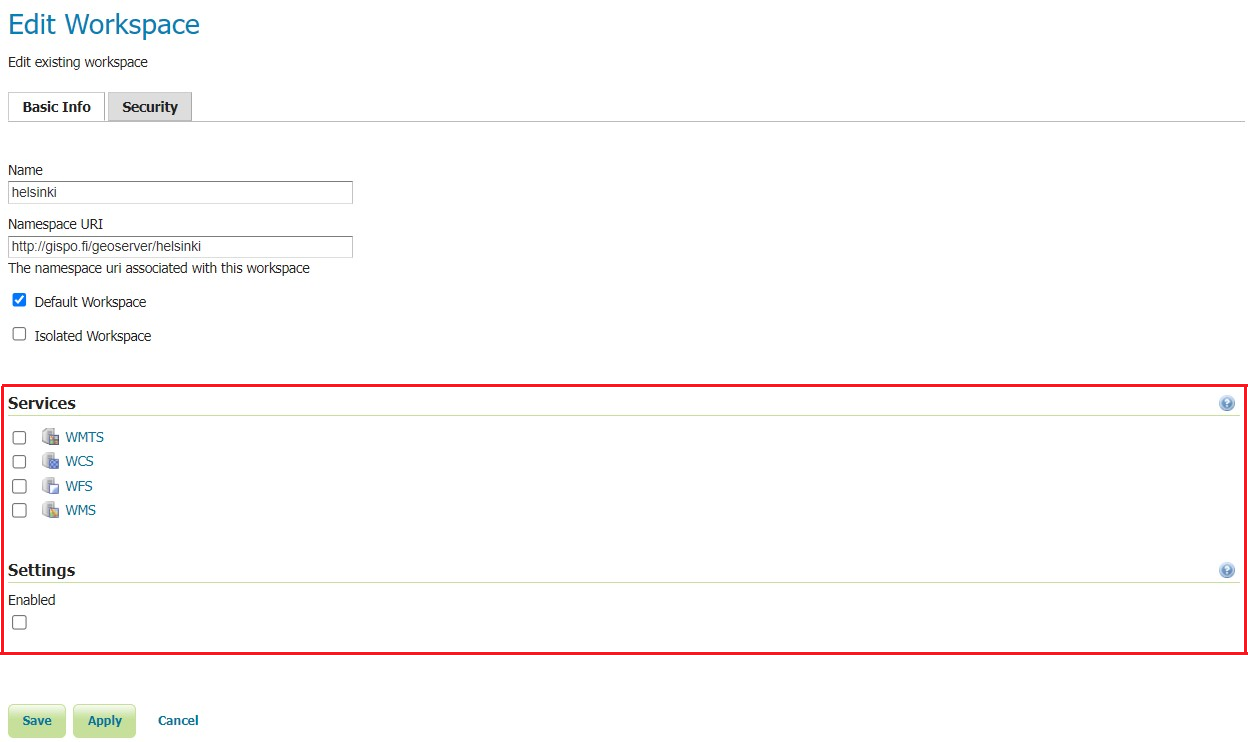 Edit Workspace
Edit existing workspace
Basic Info Security
Name
helsinki
Namespace URI
http://gispo.fi/geoserver/helsinki
The namespace uri associated with this workspace
Default Workspace
Isolated Workspace
Services
WMTS
WCS
WFS
WMS
Settings
Enabled
Save Apply Cancel